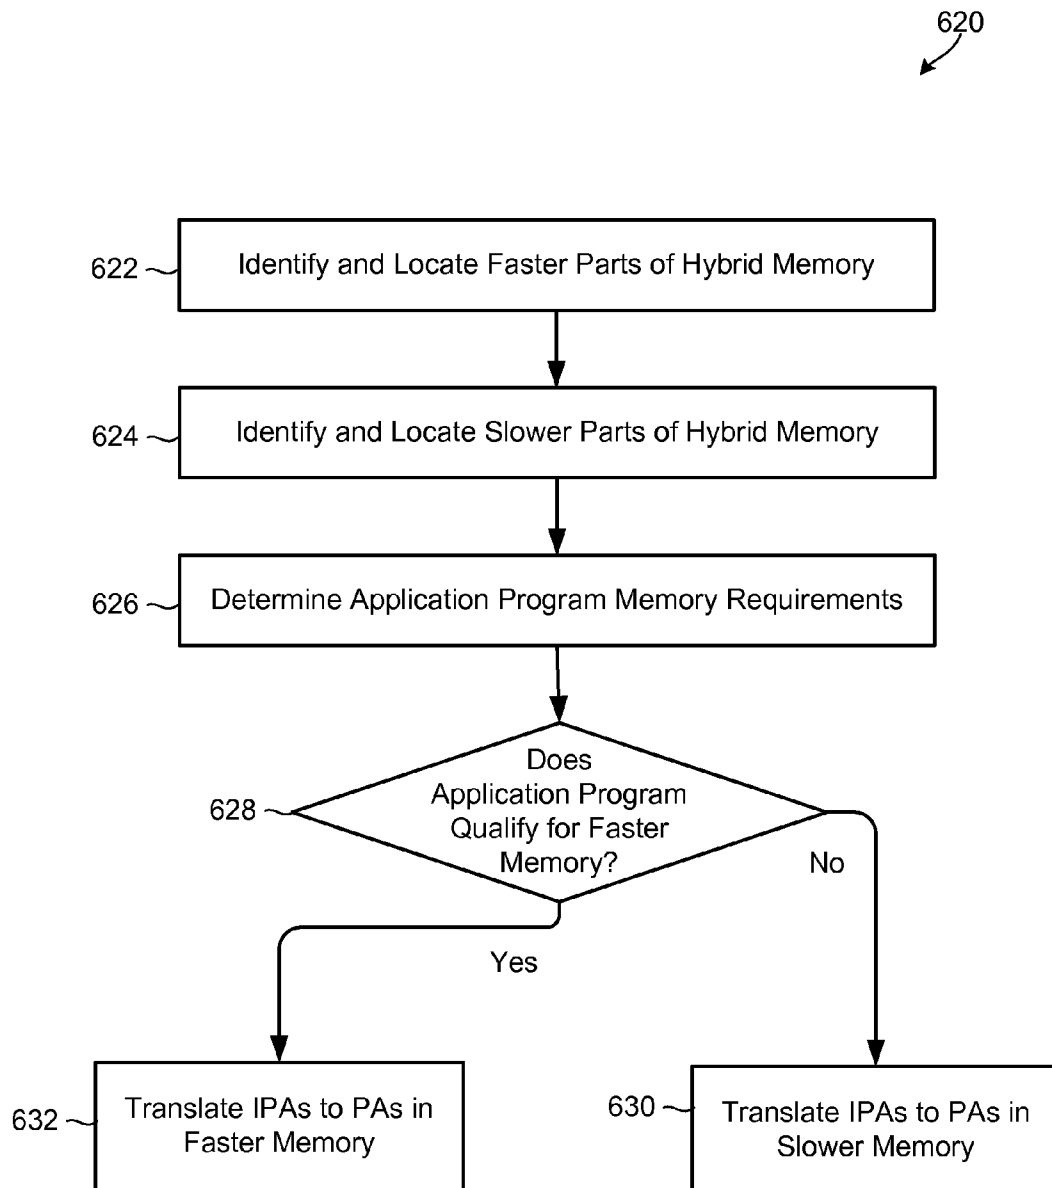 620
622
Identify and Locate Faster Parts of Hybrid Memory
624
Identify and Locate Slower Parts of Hybrid Memory
626
Determine Application Program Memory Requirements
628
Does
Application Program
Qualify for Faster
Memory?
No
Yes
632
Translate IPAs to PAs in
Faster Memory
630
Translate IPAs to PAs in
Slower Memory